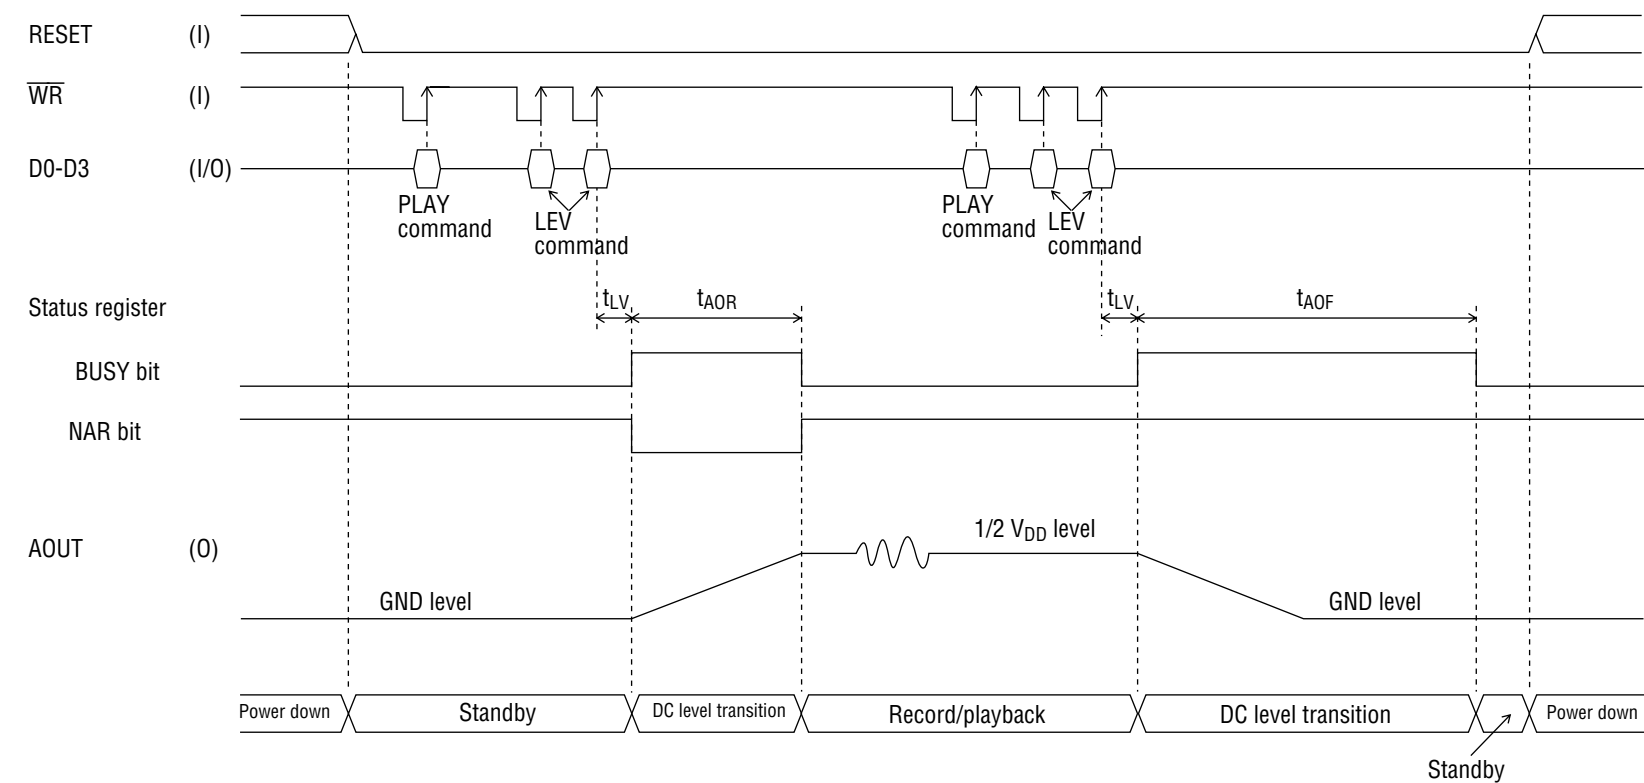 RESET (I)
WR (I)
D0-D3 (I/O)
PLAY
command
LEV
command
PLAY
command
LEV
command
Status register
tLV tAOR tLV tAOF
BUSY bit
NAR bit
1/2 VDD level
AOUT (O)
GND level GND level
Power down Standby DC level transition Record/playback DC level transition Power down
Standby